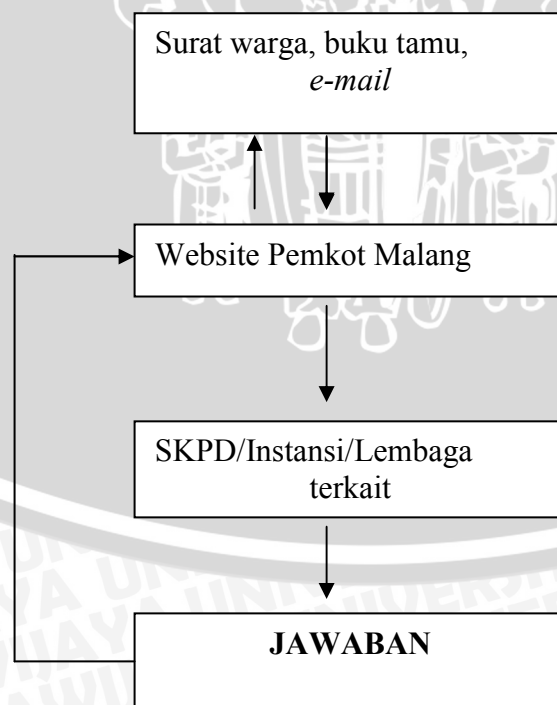 Surat warga, buku tamu,
e-mail
Website Pemkot Malang
SKPD/Instansi/Lembaga
terkait
JAWABAN